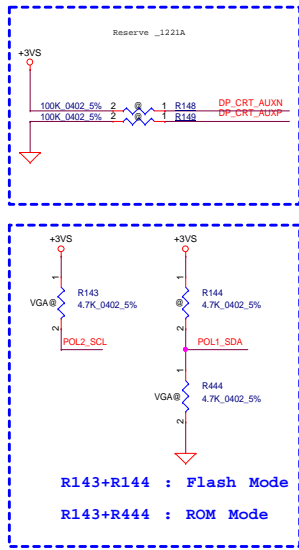 Reserve _1221A
+3VS
100K_0402_5% 2 @ 1 R148 DP_CRT_AUXN
100K_0402_5% 2 @ 1 R149 DP_CRT_AUXP
+3VS +3VS
1 1
R143 R144
VGA@ 4.7K_0402_5% @ 4.7K_0402_5%
2 2
POL2_SCL POL1_SDA
1
R444
VGA@ 4.7K_0402_5%
2
R143+R144 : Flash Mode
R143+R444 : ROM Mode